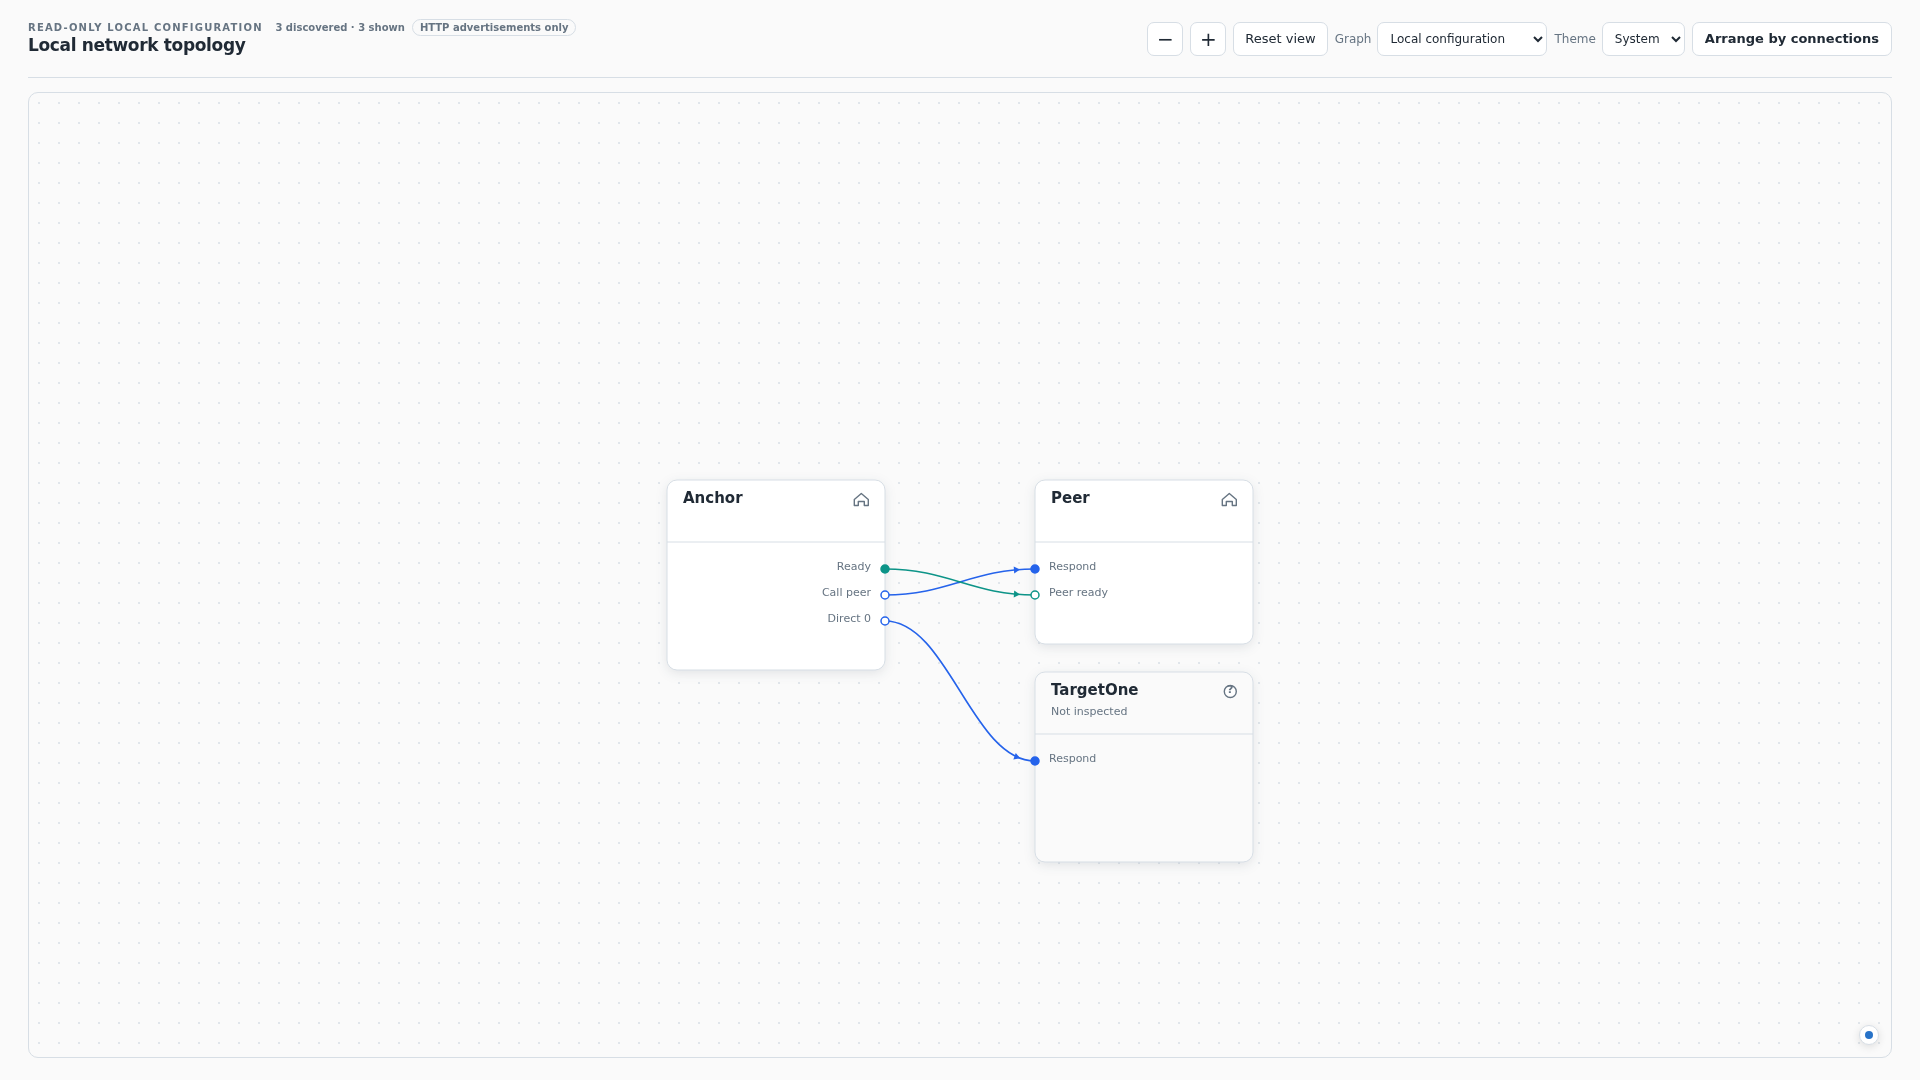 READ-ONLY LOCAL CONFIGURATION 3 discovered · 3 shown HTTP advertisements only
Local network topology
− + Reset view Graph Local configuration Theme System Arrange by connections
Anchor
Ready
Call peer
Direct 0
Peer
Respond
Peer ready
TargetOne
?
Not inspected
Respond